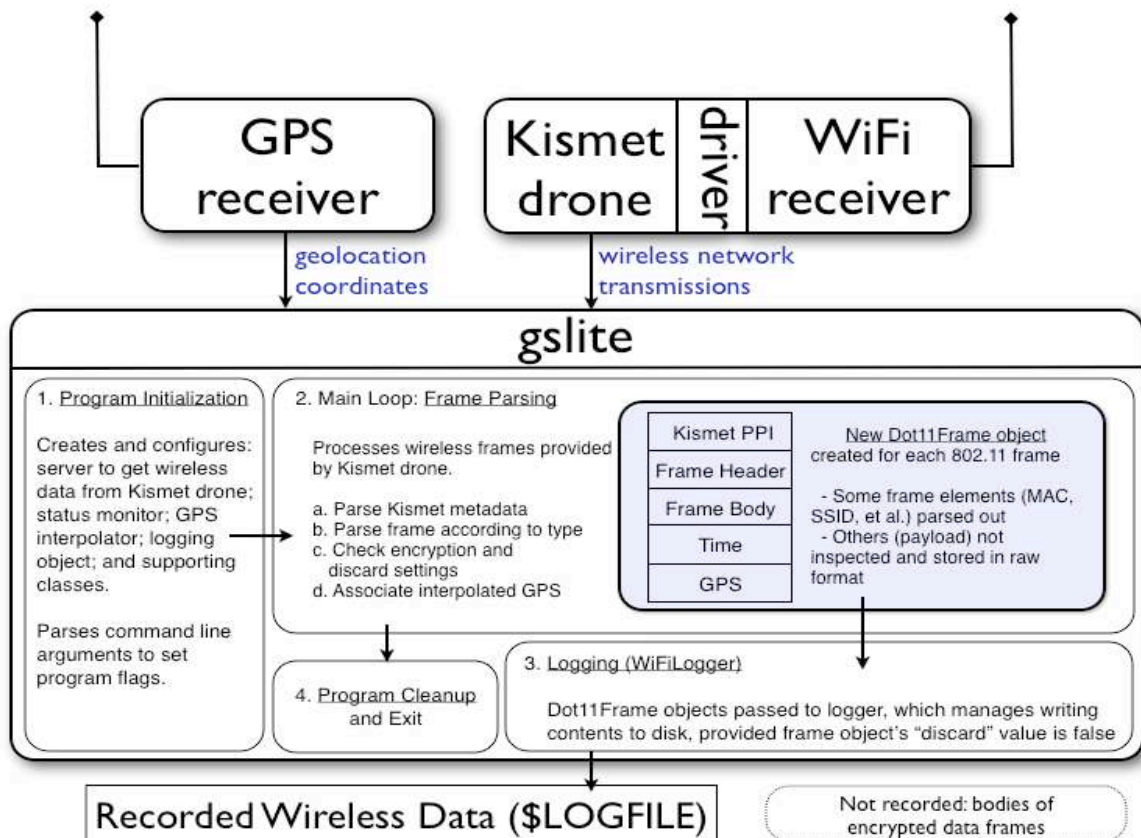 GPS
receiver
Kismet
drone
driver
WiFi
receiver
geolocation
coordinates
wireless network
transmissions
gslite
1. Program Initialization
Creates and configures:
server to get wireless
data from Kismet drone;
status monitor; GPS
interpolator; logging
object; and supporting
classes.
Parses command line
arguments to set
program flags.
2. Main Loop: Frame Parsing
Processes wireless frames provided
by Kismet drone.
a. Parse Kismet metadata
b. Parse frame according to type
c. Check encryption and
discard settings
d. Associate interpolated GPS
Kismet PPI
Frame Header
Frame Body
Time
GPS
New Dot11Frame object
created for each 802.11 frame
- Some frame elements (MAC,
SSID, et al.) parsed out
- Others (payload) not
inspected and stored in raw
format
3. Logging (WiFiLogger)
Dot11Frame objects passed to logger, which manages writing
contents to disk, provided frame object's “discard” value is false
4. Program Cleanup
and Exit
Recorded Wireless Data ($LOGFILE)
Not recorded: bodies of
encrypted data frames